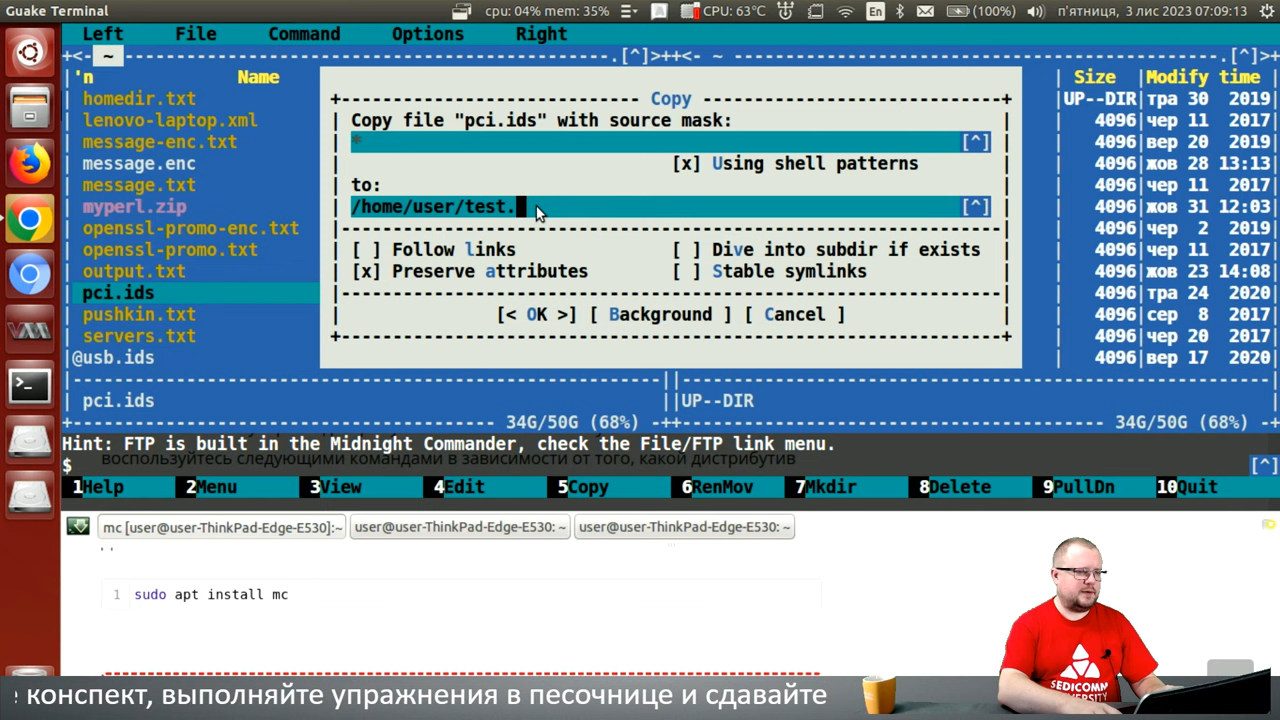 Guake Terminal
cpu: 04% mem: 35%
CPU: 63°C
En
(100%)
п'ятниця, 3 лис 2023 07:09:13
Left File Command Options Right
+<- ~ ----------.[^]>++<- ~ ----------.[^]>+
'n Name
Size Modify time
homedir.txt
UP--DIR тра 30 2019
lenovo-laptop.xml
4096 чер 11 2017
message-enc.txt
4096 вер 20 2019
message.enc
4096 жов 28 13:13
message.txt
4096 чер 11 2017
myperl.zip
4096 жов 31 12:03
openssl-promo-enc.txt
4096 чер 2 2019
openssl-promo.txt
4096 чер 11 2017
output.txt
4096 жов 23 14:08
pci.ids
4096 тра 24 2020
pushkin.txt
4096 сер 8 2017
servers.txt
4096 чер 20 2017
@usb.ids
4096 вер 17 2020
Copy
Copy file "pci.ids" with source mask:
* [^]
[x] Using shell patterns
to:
/home/user/test. [^]
[ ] Follow links [ ] Dive into subdir if exists
[x] Preserve attributes [ ] Stable symlinks
[< OK >] [ Background ] [ Cancel ]
pci.ids
UP--DIR
34G/50G (68%)
34G/50G (68%)
Hint: FTP is built in the Midnight Commander, check the File/FTP link menu.
воспользуйтесь следующими командами в зависимости от того, какой дистрибутив
$ [^]
1Help 2Menu 3View 4Edit 5Copy 6RenMov 7Mkdir 8Delete 9PullDn 10Quit
mc [user@user-ThinkPad-Edge-E530]:~
user@user-ThinkPad-Edge-E530: ~
user@user-ThinkPad-Edge-E530: ~
1 sudo apt install mc
SEDICOMM
UNIVERSITY
конспект, выполняйте упражнения в песочнице и сдавайте